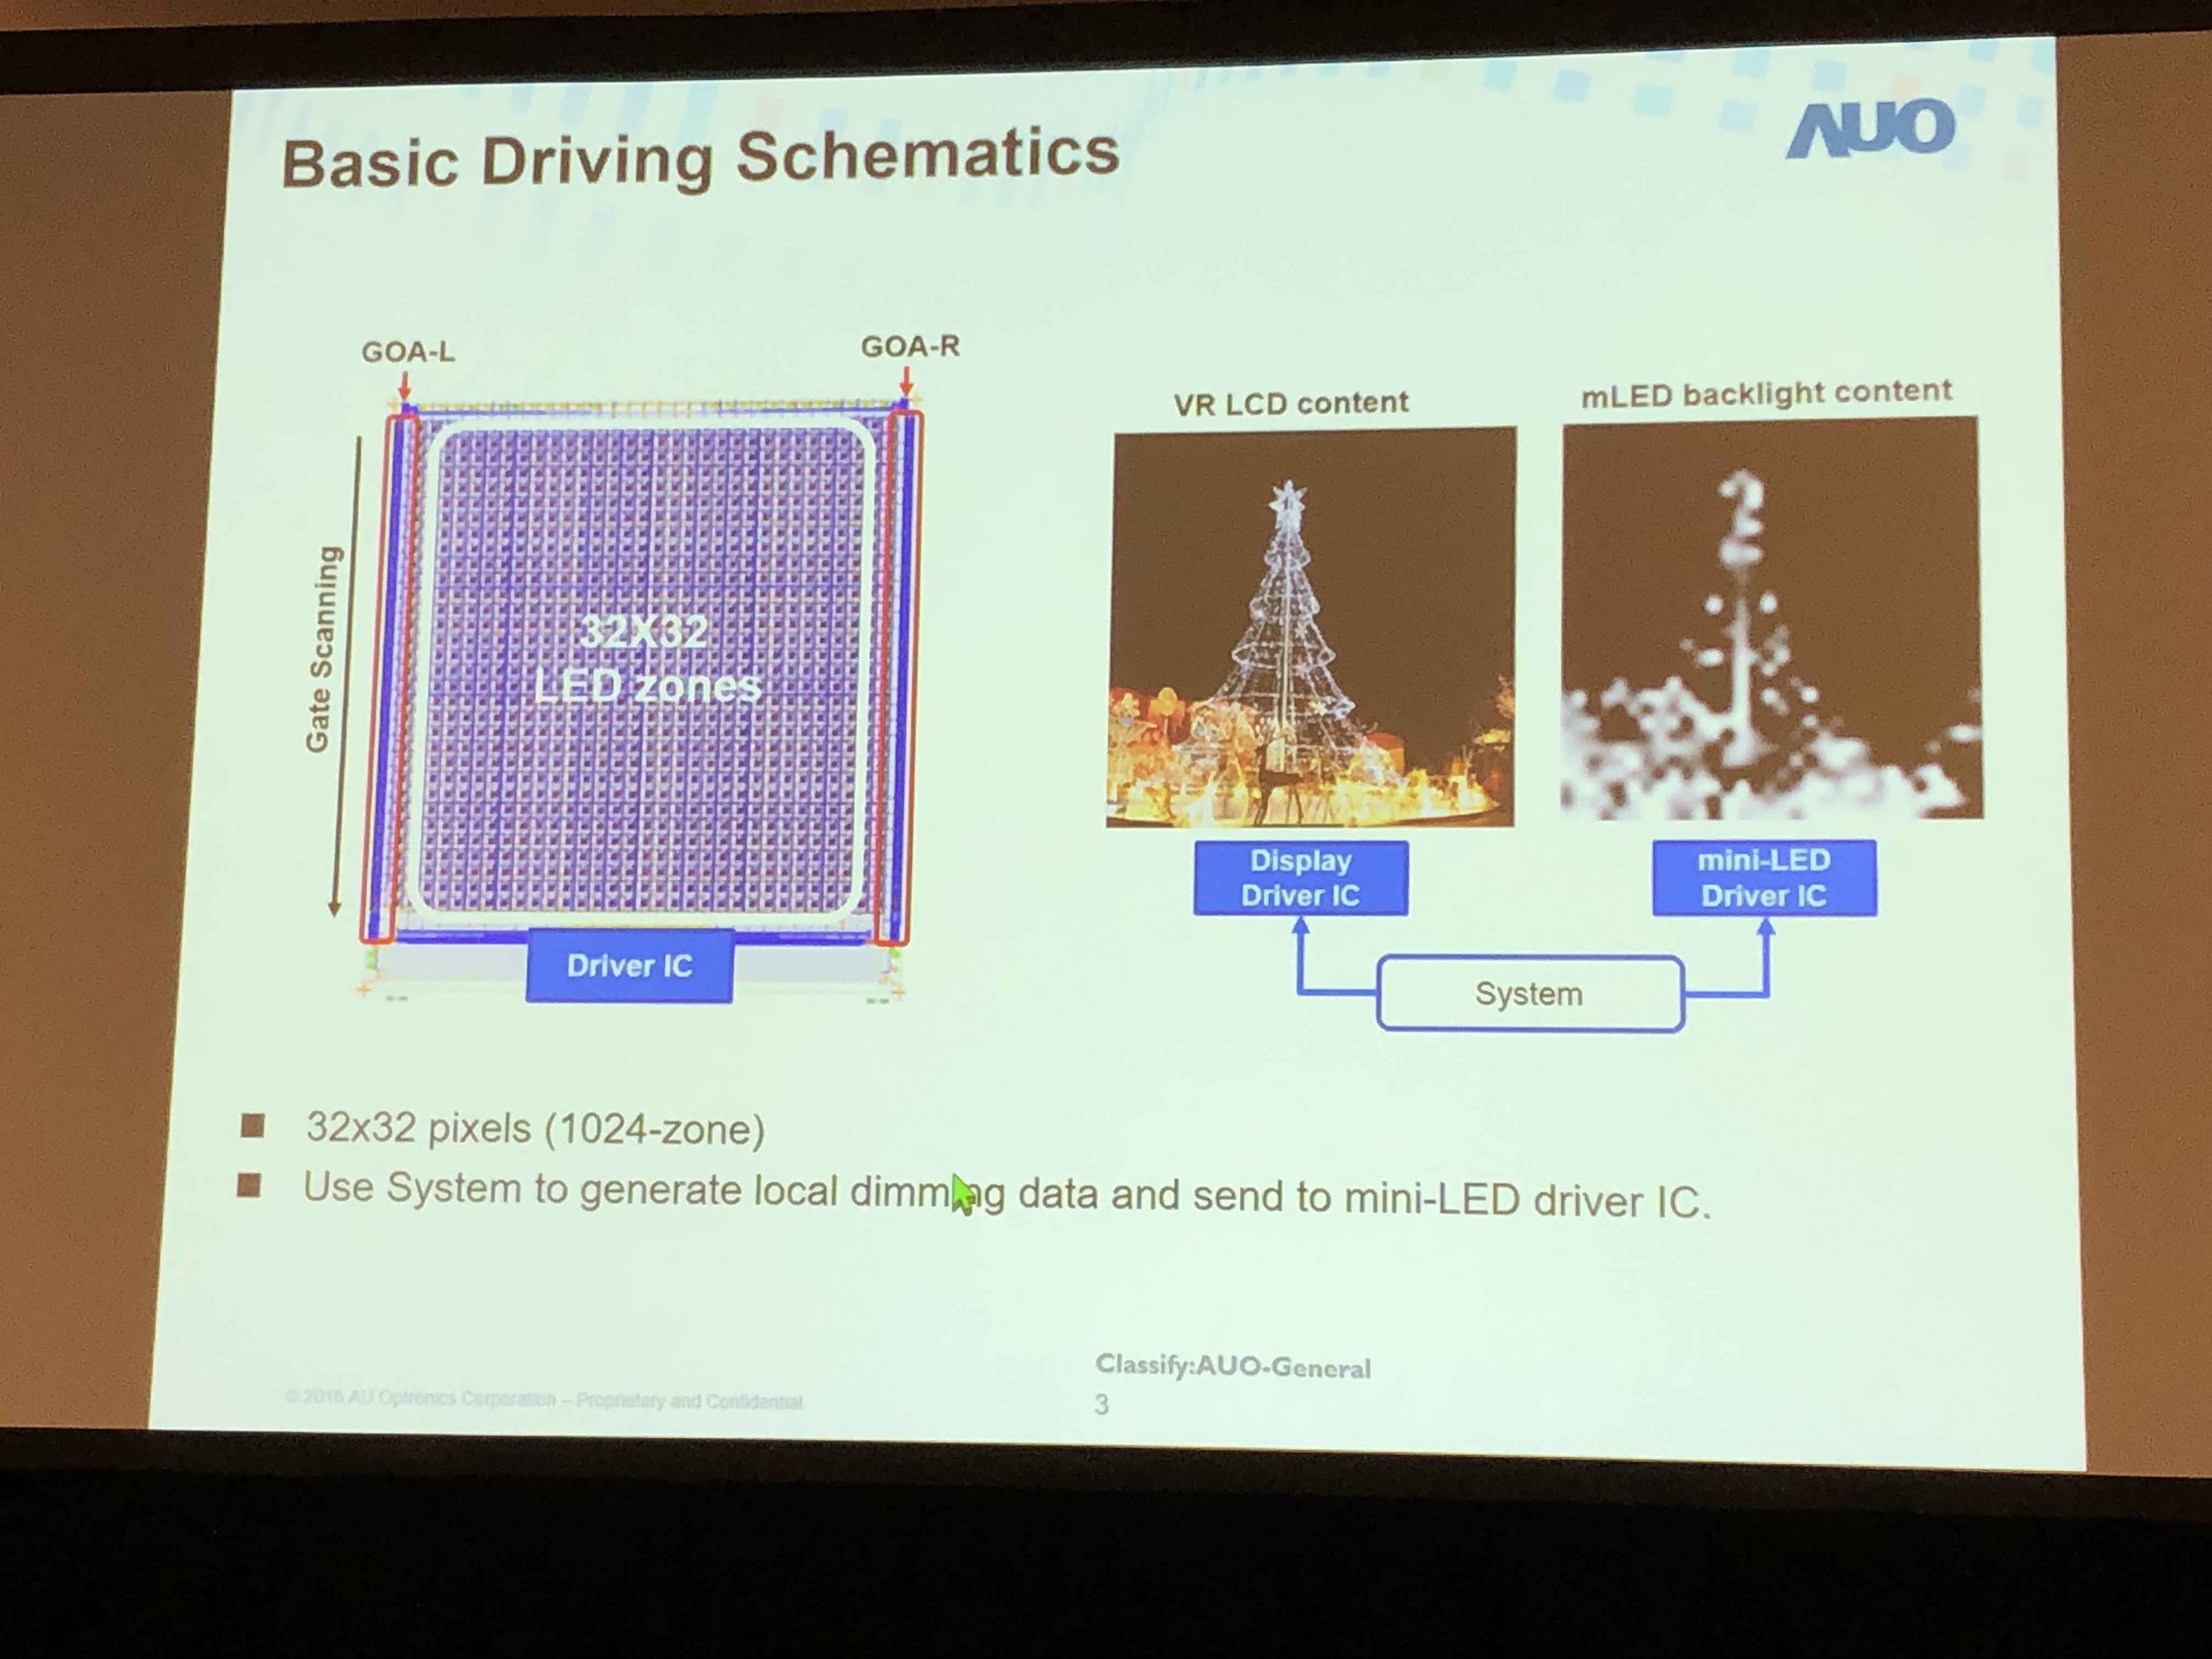 Basic Driving Schematics
AUO
GOA-L
GOA-R
Gate Scanning
32X32
LED zones
Driver IC
VR LCD content
mLED backlight content
Display
Driver IC
mini-LED
Driver IC
System
32x32 pixels (1024-zone)
Use System to generate local dimming data and send to mini-LED driver IC.
Classify:AUO-General
© 2016 AU Optronics Corporation – Proprietary and Confidential
3